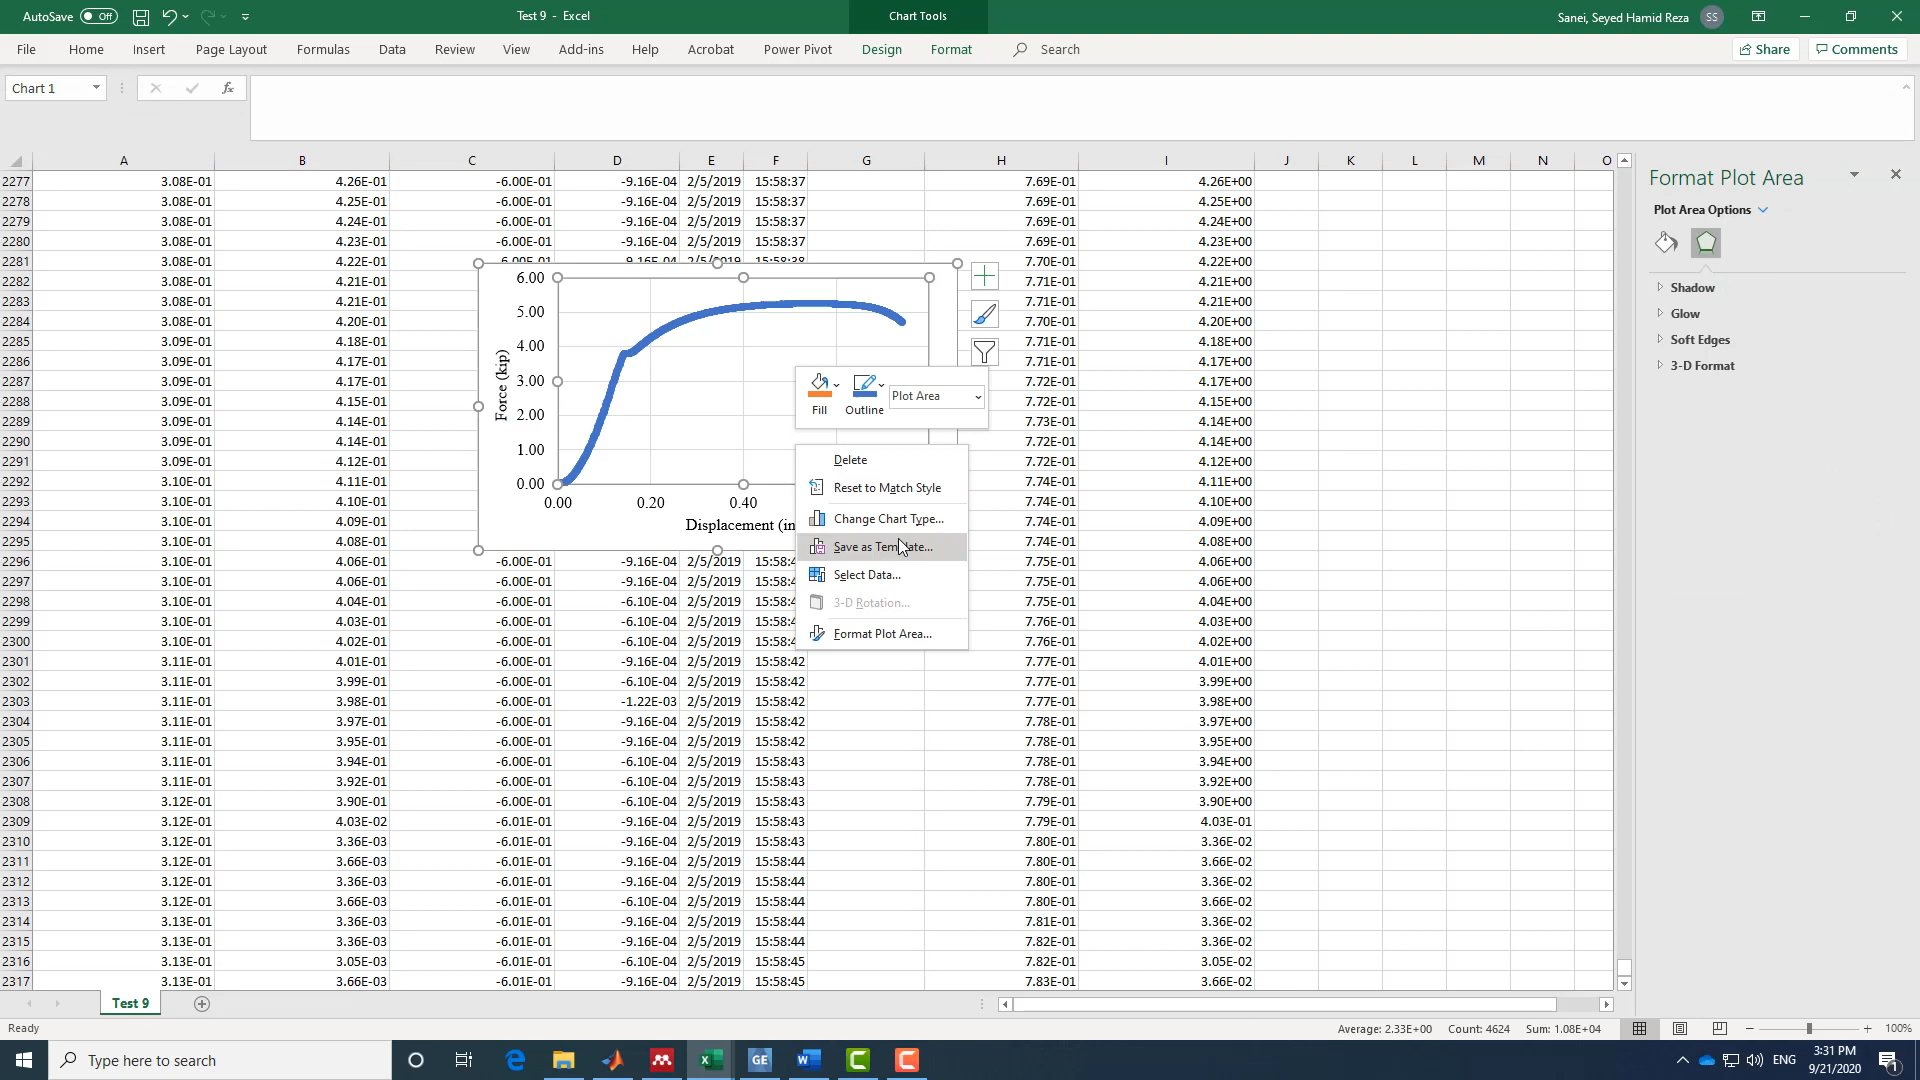 AutoSave Off Test 9 - Excel Chart Tools Sanei, Seyed Hamid Reza SS
File Home Insert Page Layout Formulas Data Review View Add-ins Help Acrobat Power Pivot Design Format Search Share Comments
Chart 1 fx
A B C D E F G H I J K L M N O
2277 3.08E-01 4.26E-01 -6.00E-01 -9.16E-04 2/5/2019 15:58:37 7.69E-01 4.26E+00
2278 3.08E-01 4.25E-01 -6.00E-01 -9.16E-04 2/5/2019 15:58:37 7.69E-01 4.25E+00
2279 3.08E-01 4.24E-01 -6.00E-01 -9.16E-04 2/5/2019 15:58:37 7.69E-01 4.24E+00
2280 3.08E-01 4.23E-01 -6.00E-01 -9.16E-04 2/5/2019 15:58:37 7.69E-01 4.23E+00
2281 3.08E-01 4.22E-01 -6.00E-01 -9.16E-04 2/5/2019 15:58:38 7.70E-01 4.22E+00
2282 3.08E-01 4.21E-01 7.71E-01 4.21E+00
2283 3.08E-01 4.21E-01 7.71E-01 4.21E+00
2284 3.08E-01 4.20E-01 7.70E-01 4.20E+00
2285 3.09E-01 4.18E-01 7.71E-01 4.18E+00
2286 3.09E-01 4.17E-01 7.71E-01 4.17E+00
2287 3.09E-01 4.17E-01 7.72E-01 4.17E+00
2288 3.09E-01 4.15E-01 7.72E-01 4.15E+00
2289 3.09E-01 4.14E-01 7.73E-01 4.14E+00
2290 3.09E-01 4.14E-01 7.72E-01 4.14E+00
2291 3.09E-01 4.12E-01 7.72E-01 4.12E+00
2292 3.10E-01 4.11E-01 7.74E-01 4.11E+00
2293 3.10E-01 4.10E-01 7.74E-01 4.10E+00
2294 3.10E-01 4.09E-01 7.74E-01 4.09E+00
2295 3.10E-01 4.08E-01 7.74E-01 4.08E+00
2296 3.10E-01 4.06E-01 -6.00E-01 -9.16E-04 2/5/2019 15:58:4 7.75E-01 4.06E+00
2297 3.10E-01 4.06E-01 -6.00E-01 -9.16E-04 2/5/2019 15:58:4 7.75E-01 4.06E+00
2298 3.10E-01 4.04E-01 -6.00E-01 -6.10E-04 2/5/2019 15:58:4 7.75E-01 4.04E+00
2299 3.10E-01 4.03E-01 -6.00E-01 -6.10E-04 2/5/2019 15:58:4 7.76E-01 4.03E+00
2300 3.10E-01 4.02E-01 -6.00E-01 -9.16E-04 2/5/2019 15:58:4 7.76E-01 4.02E+00
2301 3.11E-01 4.01E-01 -6.00E-01 -9.16E-04 2/5/2019 15:58:42 7.77E-01 4.01E+00
2302 3.11E-01 3.99E-01 -6.00E-01 -6.10E-04 2/5/2019 15:58:42 7.77E-01 3.99E+00
2303 3.11E-01 3.98E-01 -6.00E-01 -1.22E-03 2/5/2019 15:58:42 7.77E-01 3.98E+00
2304 3.11E-01 3.97E-01 -6.00E-01 -9.16E-04 2/5/2019 15:58:42 7.78E-01 3.97E+00
2305 3.11E-01 3.95E-01 -6.00E-01 -9.16E-04 2/5/2019 15:58:42 7.78E-01 3.95E+00
2306 3.11E-01 3.94E-01 -6.00E-01 -6.10E-04 2/5/2019 15:58:43 7.78E-01 3.94E+00
2307 3.11E-01 3.92E-01 -6.00E-01 -6.10E-04 2/5/2019 15:58:43 7.78E-01 3.92E+00
2308 3.12E-01 3.90E-01 -6.00E-01 -6.10E-04 2/5/2019 15:58:43 7.79E-01 3.90E+00
2309 3.12E-01 4.03E-02 -6.00E-01 -9.16E-04 2/5/2019 15:58:43 7.79E-01 4.03E-01
2310 3.12E-01 3.36E-03 -6.01E-01 -9.16E-04 2/5/2019 15:58:43 7.80E-01 3.36E-02
2311 3.12E-01 3.66E-03 -6.01E-01 -9.16E-04 2/5/2019 15:58:44 7.80E-01 3.66E-02
2312 3.12E-01 3.36E-03 -6.01E-01 -9.16E-04 2/5/2019 15:58:44 7.80E-01 3.36E-02
2313 3.12E-01 3.66E-03 -6.01E-01 -6.10E-04 2/5/2019 15:58:44 7.80E-01 3.66E-02
2314 3.13E-01 3.36E-03 -6.01E-01 -9.16E-04 2/5/2019 15:58:44 7.81E-01 3.36E-02
2315 3.13E-01 3.36E-03 -6.01E-01 -9.16E-04 2/5/2019 15:58:44 7.82E-01 3.36E-02
2316 3.13E-01 3.05E-03 -6.01E-01 -6.10E-04 2/5/2019 15:58:45 7.82E-01 3.05E-02
2317 3.13E-01 3.66E-03 -6.01E-01 -9.16E-04 2/5/2019 15:58:45 7.83E-01 3.66E-02
6.00
5.00
4.00
3.00
2.00
1.00
0.00
Force (kip)
0.00 0.20 0.40
Displacement (in
Plot Area
Fill Outline
Delete
Reset to Match Style
Change Chart Type...
Save as Template...
Select Data...
3-D Rotation...
Format Plot Area...
Format Plot Area
Plot Area Options
Shadow
Glow
Soft Edges
3-D Format
Test 9
Ready Average: 2.33E+00 Count: 4624 Sum: 1.08E+04 100%
Type here to search GE ENG 3:31 PM
9/21/2020 1